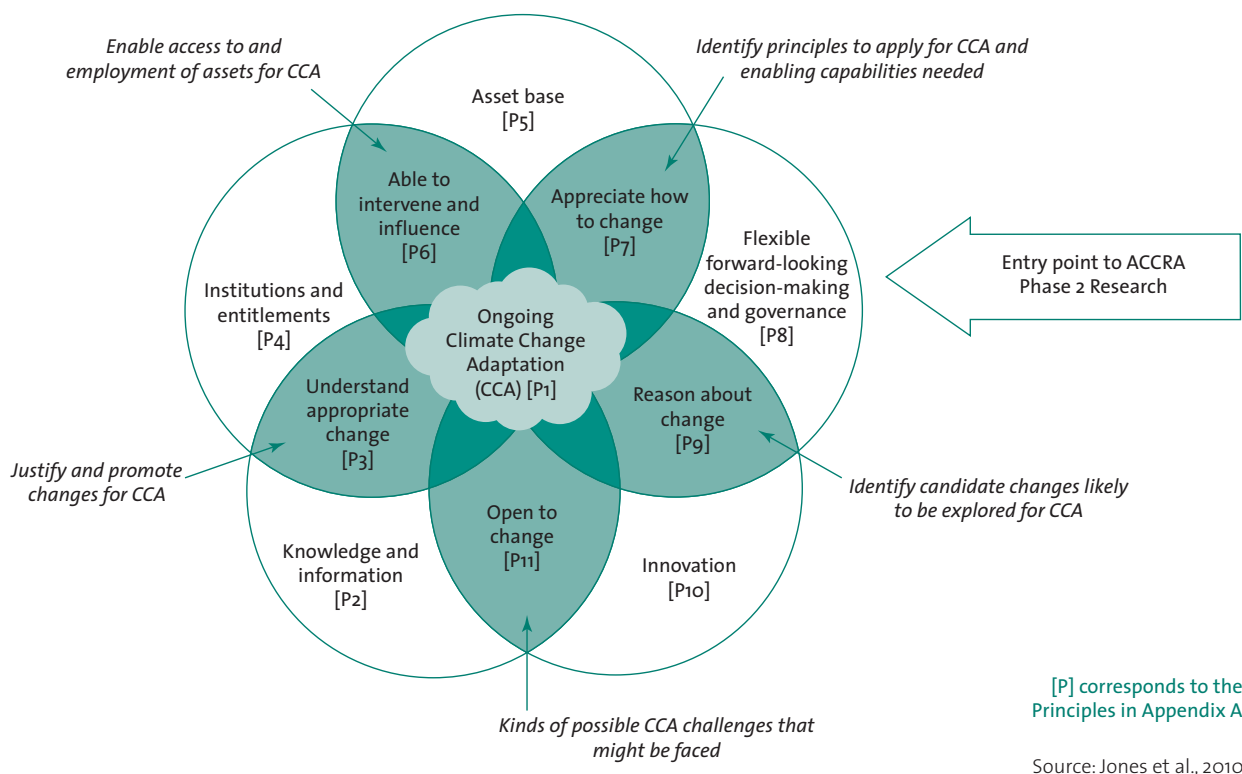 Enable access to and
employment of assets for CCA
Identify principles to apply for CCA and
enabling capabilities needed
Asset base
[P5]
Able to
intervene and
influence
[P6]
Appreciate how
to change
[P7]
Flexible
forward-looking
decision-making
and governance
[P8]
Entry point to ACCRA
Phase 2 Research
Institutions and
entitlements
[P4]
Ongoing
Climate Change
Adaptation
(CCA) [P1]
Understand
appropriate
change
[P3]
Reason about
change
[P9]
Justify and promote
changes for CCA
Identify candidate changes likely
to be explored for CCA
Open to
change
[P11]
Knowledge and
information
[P2]
Innovation
[P10]
Kinds of possible CCA challenges that
might be faced
[P] corresponds to the
Principles in Appendix A
Source: Jones et al., 2010